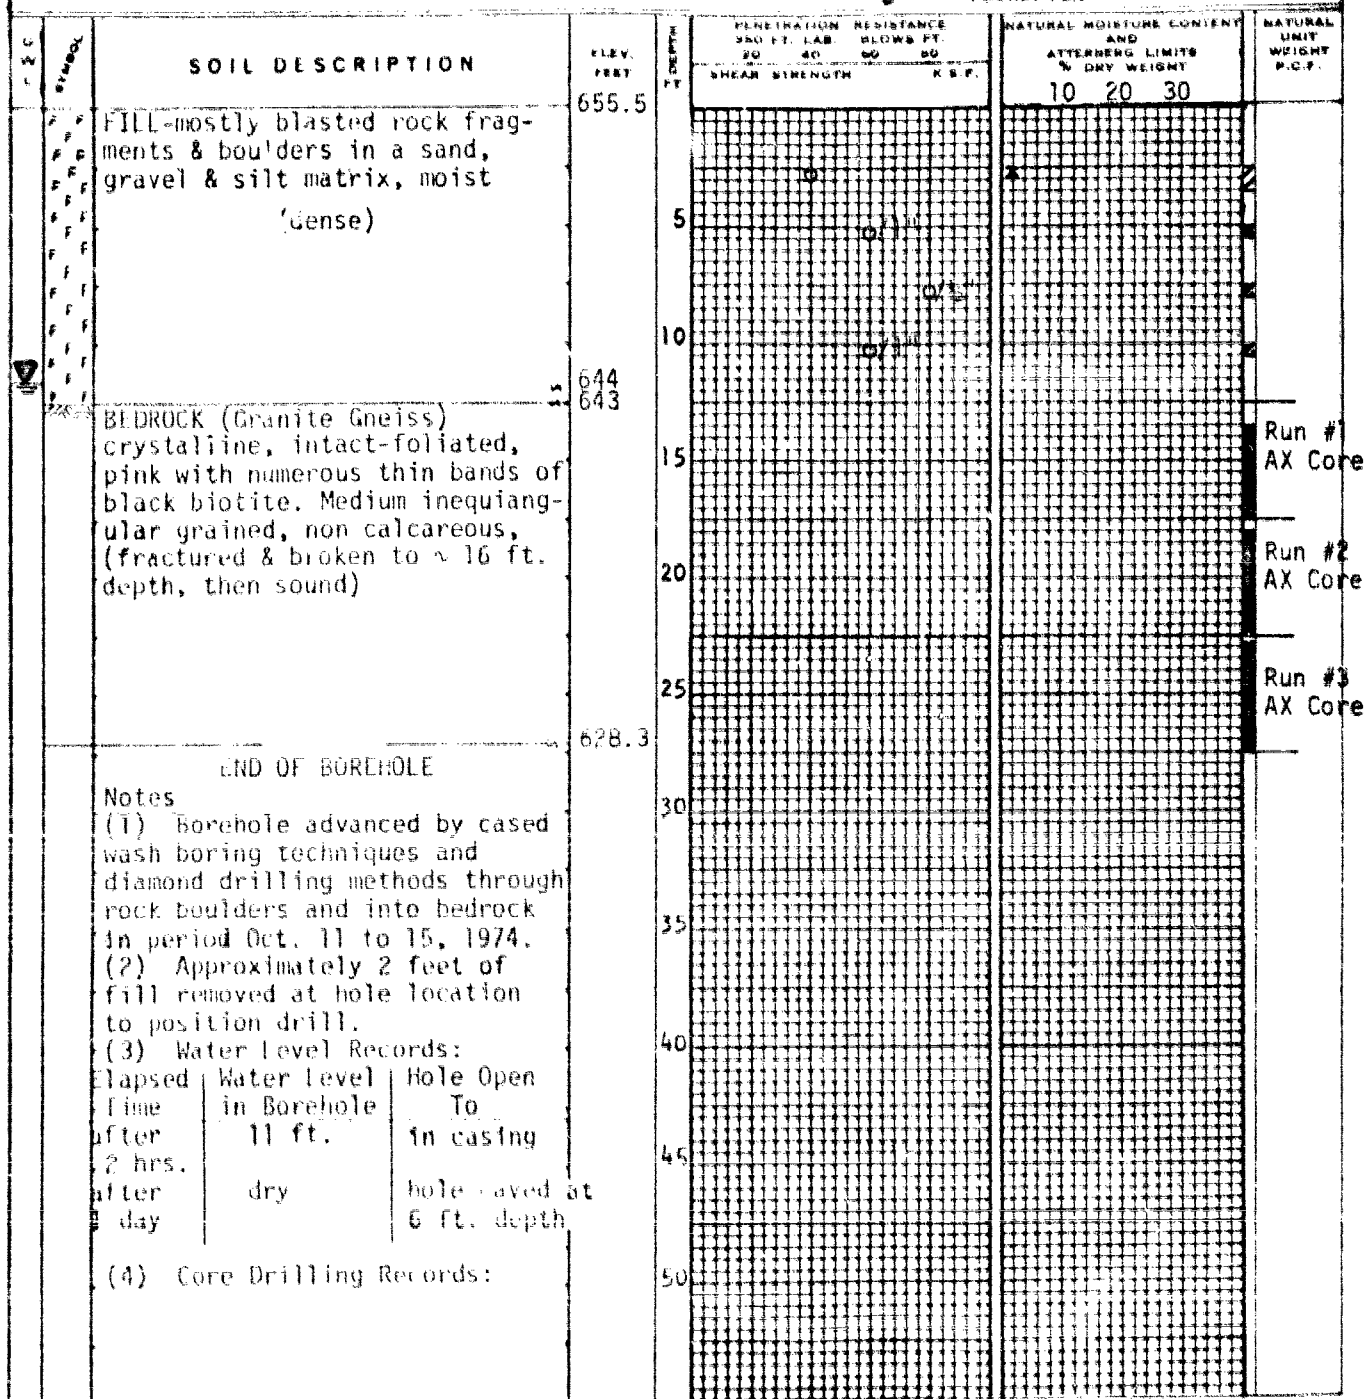 SYMBOL
SOIL DESCRIPTION
ELEV.
FEET
DEPTH
FT
PENETRATION RESISTANCE
350 FT. LAB. BLOWS FT.
20 40 60 80
SHEAR STRENGTH K.S.F.
NATURAL MOISTURE CONTENT
AND
ATTERBERG LIMITS
% DRY WEIGHT
10 20 30
NATURAL
UNIT
WEIGHT
P.C.F.
655.5
FILL-mostly blasted rock frag-
ments & boulders in a sand,
gravel & silt matrix, moist
dense)
5
/1"
10
644
643
BEDROCK (Granite Gneiss)
crystalline, intact-foliated,
pink with numerous thin bands of
black biotite. Medium inequiang-
ular grained, non calcareous,
(fractured & broken to ~ 16 ft.
depth, then sound)
Run #1
AX Core
15
Run #2
AX Core
20
Run #3
AX Core
25
628.3
END OF BOREHOLE
Notes
(1) Borehole advanced by cased
wash boring techniques and
diamond drilling methods through
rock boulders and into bedrock
in period Oct. 11 to 15, 1974.
(2) Approximately 2 feet of
fill removed at hole location
to position drill.
(3) Water Level Records:
Elapsed Water Level Hole Open
Time in Borehole To
after 11 ft. in casing
2 hrs.
after dry hole caved at
day 6 ft. depth
(4) Core Drilling Records:
30
35
40
45
50